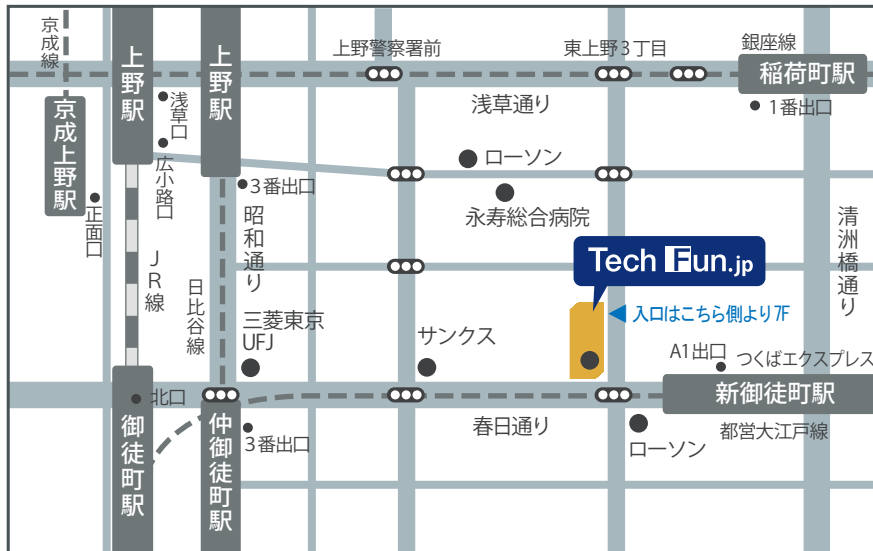 京成線
上野駅
上野駅
上野警察署前
東上野3丁目
銀座線
稲荷町駅
1番出口
浅草通り
浅草口
京成上野駅
広小路口
ローソン
3番出口
永寿総合病院
正面口
昭和通り
清洲橋通り
JR線
日比谷線
Tech Fun.jp
入口はこちら側より7F
三菱東京
UFJ
サンクス
A1出口
つくばエクスプレス
新御徒町駅
北口
御徒町駅
仲御徒町駅
3番出口
春日通り
都営大江戸線
ローソン